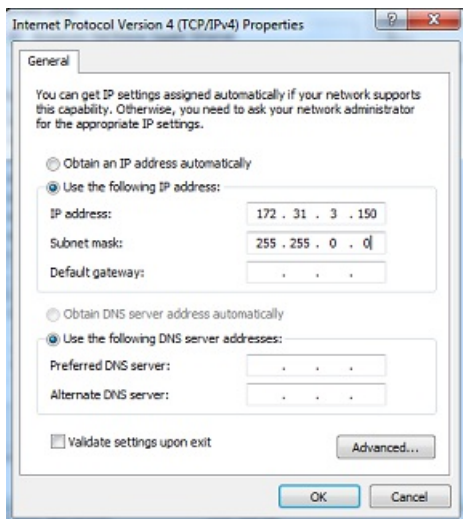 Internet Protocol Version 4 (TCP/IPv4) Properties
General
You can get IP settings assigned automatically if your network supports
this capability. Otherwise, you need to ask your network administrator
for the appropriate IP settings.
Obtain an IP address automatically
Use the following IP address:
IP address: 172 . 31 . 3 . 150
Subnet mask: 255 . 255 . 0 . 0
Default gateway: . . .
Obtain DNS server address automatically
Use the following DNS server addresses:
Preferred DNS server: . . .
Alternate DNS server: . . .
Validate settings upon exit
Advanced...
OK Cancel